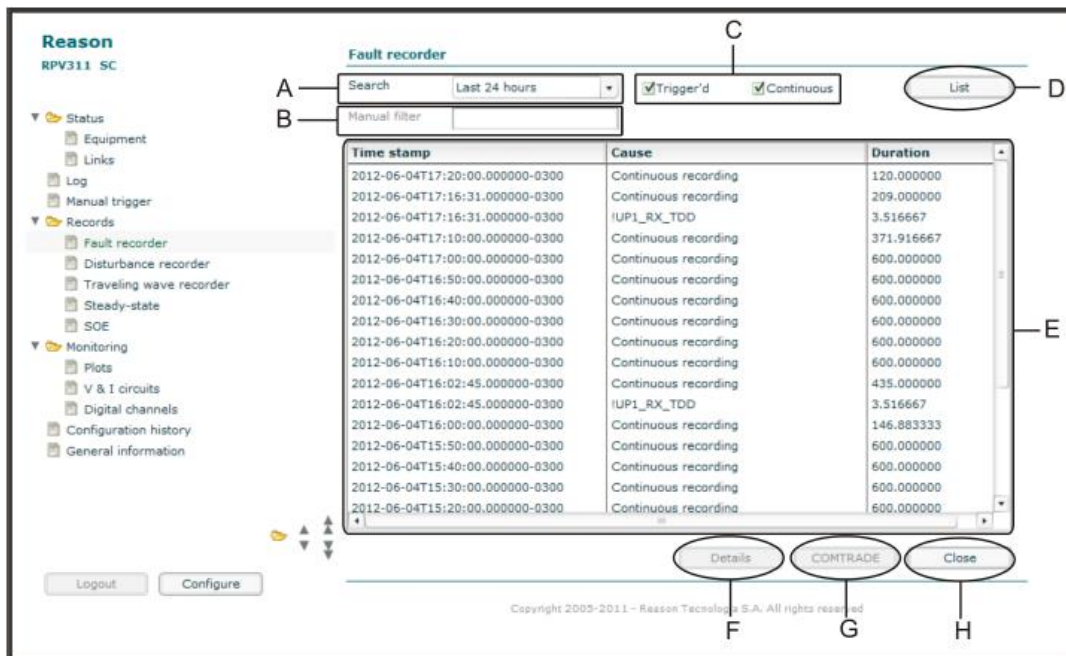 Reason
RPV311 SC
Fault recorder
C
A
Search
Last 24 hours
Trigger'd
Continuous
List
D
B
Manual filter
Status
Equipment
Links
Log
Manual trigger
Records
Fault recorder
Disturbance recorder
Traveling wave recorder
Steady-state
SOE
Monitoring
Plots
V & I circuits
Digital channels
Configuration history
General information
Logout
Configure
Time stamp Cause Duration
2012-06-04T17:20:00.000000-0300 Continuous recording 120.000000
2012-06-04T17:16:31.000000-0300 Continuous recording 209.000000
2012-06-04T17:16:31.000000-0300 !UP1_RX_TDD 3.516667
2012-06-04T17:10:00.000000-0300 Continuous recording 371.916667
2012-06-04T17:00:00.000000-0300 Continuous recording 600.000000
2012-06-04T16:50:00.000000-0300 Continuous recording 600.000000
2012-06-04T16:40:00.000000-0300 Continuous recording 600.000000
2012-06-04T16:30:00.000000-0300 Continuous recording 600.000000
2012-06-04T16:20:00.000000-0300 Continuous recording 600.000000
2012-06-04T16:10:00.000000-0300 Continuous recording 600.000000
2012-06-04T16:02:45.000000-0300 Continuous recording 435.000000
2012-06-04T16:02:45.000000-0300 !UP1_RX_TDD 3.516667
2012-06-04T16:00:00.000000-0300 Continuous recording 146.883333
2012-06-04T15:50:00.000000-0300 Continuous recording 600.000000
2012-06-04T15:40:00.000000-0300 Continuous recording 600.000000
2012-06-04T15:30:00.000000-0300 Continuous recording 600.000000
2012-06-04T15:20:00.000000-0300 Continuous recording 600.000000
E
Details
COMTRADE
Close
Copyright 2005-2011 - Reason Tecnologia S.A. All rights reserved
F
G
H